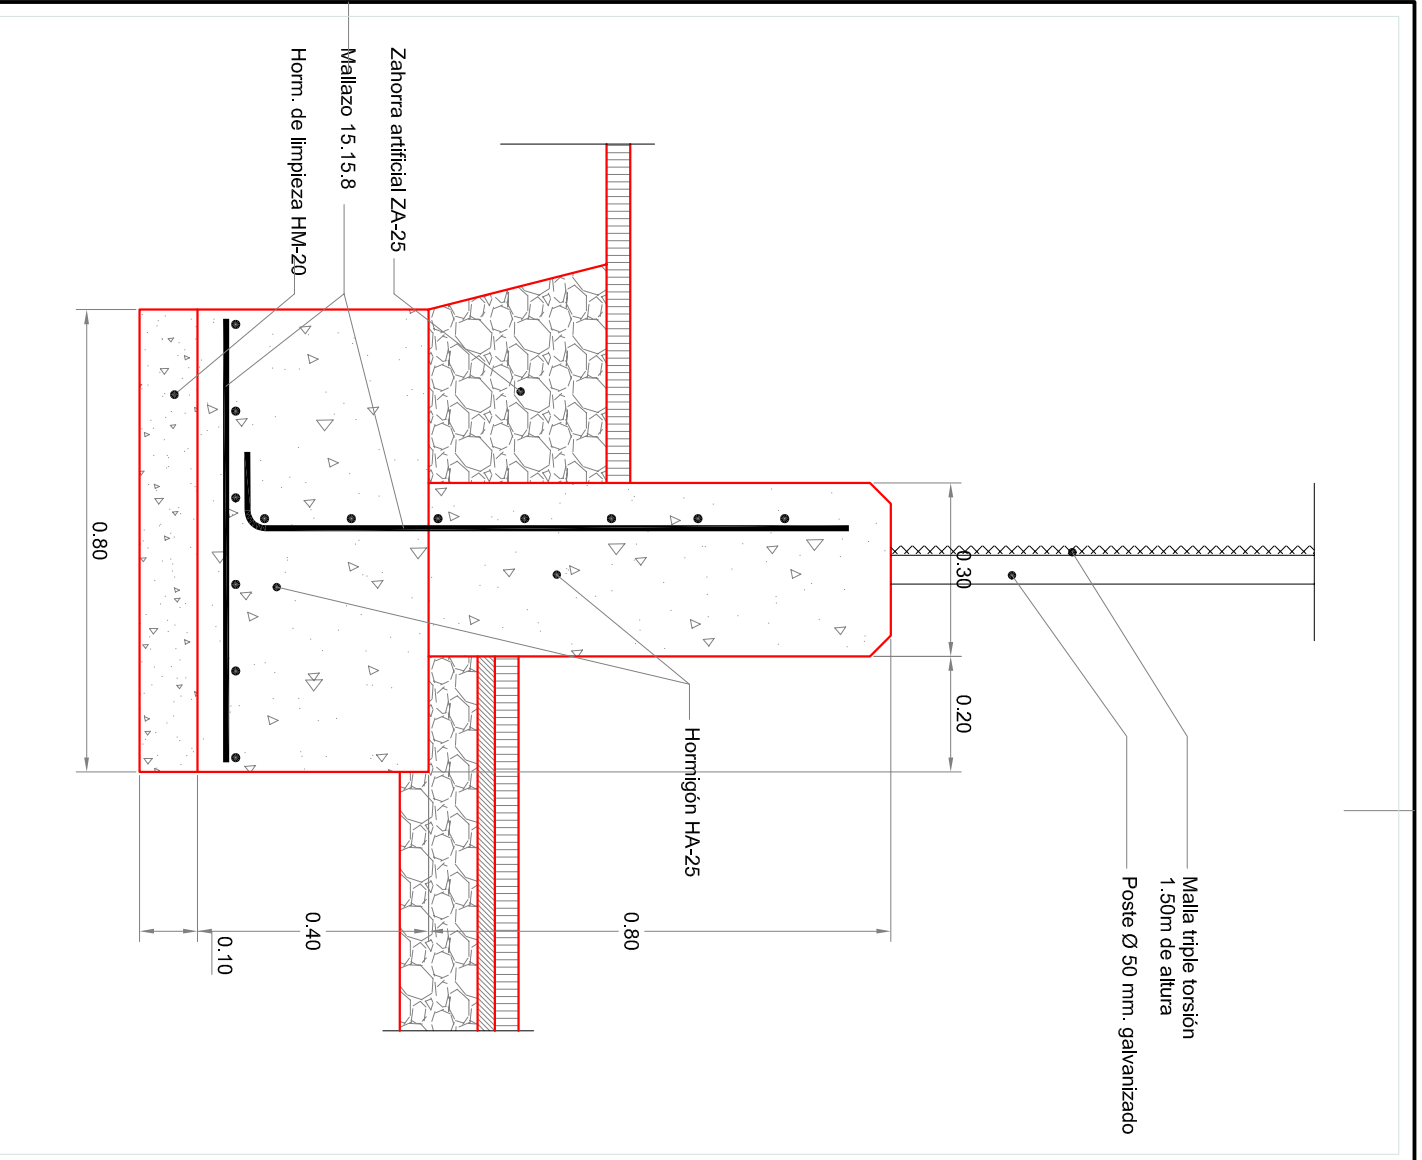 Malla triple torsión
1.50m de altura
Poste Ø 50 mm. galvanizado
0.30
0.20
Hormigón HA-25
0.80
Zahorra artificial ZA-25
Mallazo 15.15.8
Horm. de limpieza HM-20
0.40
0.10
0.80